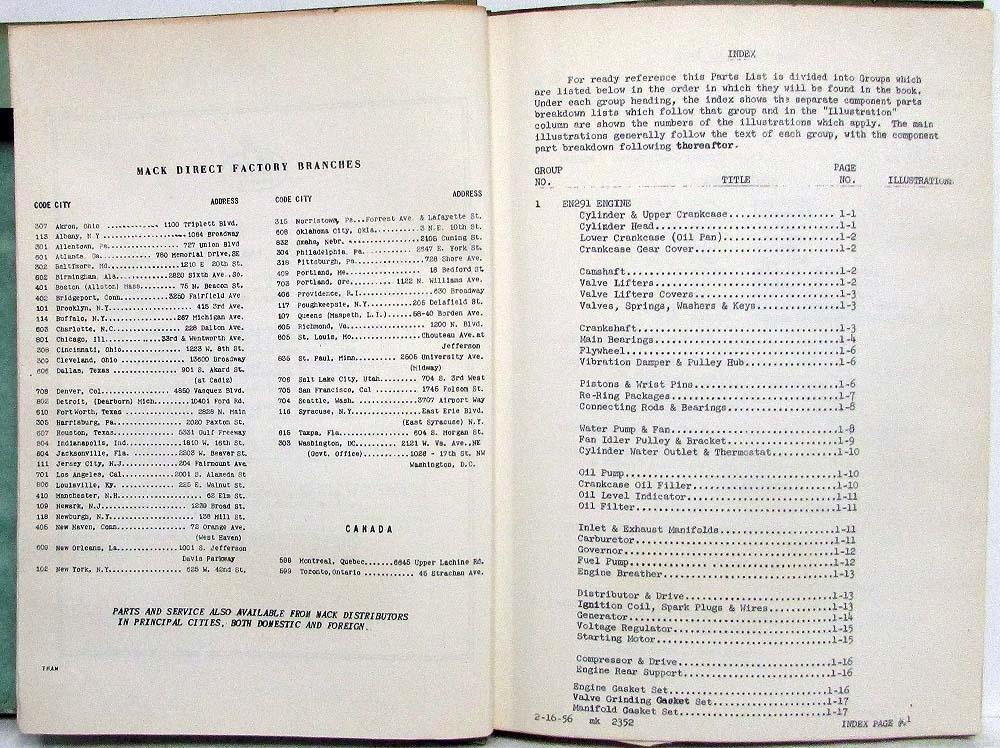 MACK DIRECT FACTORY BRANCHES
CODE CITY ADDRESS
307 Akron, Ohio .............. 1100 Triplett Blvd.
113 Albany, N Y ................ 1084 Broadway
301 Allentown, Pa............... 727 Union Blvd
601 Atlanta, Ga......... 780 Memorial Drive,SE
302 Baltimore, Md............. 1210 E 20th St.
602 Birmingham, Ala......... 2820 Sixth Ave..So.
401 Boston (Allston) Mass...... 75 N. Beacon St.
402 Bridgeport, Conn......... 3250 Fairfield Ave
101 Brooklyn, N.Y................ 415 3rd Ave.
114 Buffalo, N.Y.............. 287 Michigan Ave.
603 Charlotte, N.C............. 228 Dalton Ave.
801 Chicago, Ill......... 33rd & Wentworth Ave.
308 Cincinnati, Ohio.......... 1223 W. 8th St.
309 Cleveland, Ohio .......... 13600 Broadway
606 Dallas, Texas ............ 901 S. Akard St.
(at Cadiz)
708 Denver, Col............ 4850 Vasquez Blvd.
802 Detroit, (Dearborn) Mich...... 10401 Ford Rd.
610 Fort Worth, Texas .......... 2828 N. Main
305 Harrisburg, Pa............. 2020 Paxton St.
607 Houston, Texas........... 5331 Gulf Freeway
804 Indianapolis, Ind......... 1810 W. 16th St.
604 Jacksonville, Fla........ 2203 W. Beaver St.
111 Jersey City, N.J........ 204 Fairmount Ave
701 Los Angeles, Cal......... 2001 S. Alameda St
806 Louisville, Ky. ......... 225 E. Walnut St.
410 Manchester, N.H............... 62 Elm St.
109 Newark, N.J............... 1239 Broad St.
118 Newburgh, N.Y.............. 138 Mill St.
405 New Haven, Conn........... 72 Orange Ave.
(West Haven)
609 New Orleans, La.......... 1001 S. Jefferson
Davis Parkway
102 New York, N.Y............. 625 W. 42nd St.
CODE CITY ADDRESS
315 Norristown, Pa...Forrest Ave. & Lafayette St.
608 Oklahoma City, Okla......... 3 N.E. 10th St.
832 Omaha, Nebr. ............. 2106 Cuming St.
304 Philadelphia, Pa. ........ 2647 E. York St.
318 Pittsburgh, Pa............. 728 Shore Ave.
409 Portland, Me................ 18 Bedford St
703 Portland, Ore......... 1122 N. Williams Ave.
406 Providence, R.I............... 630 Broadway
117 Poughkeepsie, N.Y......... 205 Delafield St.
107 Queens (Maspeth, L.I.)..... 58-40 Borden Ave.
605 Richmond, Va................ 1200 N. Blvd.
805 St. Louis, Mo............. Chouteau Ave.at
Jefferson
835 St. Paul, Minn......... 2505 University Ave.
(Midway)
706 Salt Lake City, Utah........ 704 S. 3rd West
705 San Francisco, Cal ........ 1745 Folsom St.
704 Seattle, Wash. ......... 3707 Airport Way
116 Syracuse, N.Y............ East Erie Blvd.
(East Syracuse) N.Y.
615 Tampa, Fla. .............. 604 S. Morgan St.
303 Washington, DC......... 2121 W. Va. Ave.,NE
(Govt. Office).......... 1028 - 17th St. NW
Washington, D.C.
CANADA
598 Montreal, Quebec.......6645 Upper Lachine Rd.
599 Toronto, Ontario ......... 45 Strachan Ave.
PARTS AND SERVICE ALSO AVAILABLE FROM MACK DISTRIBUTORS
IN PRINCIPAL CITIES, BOTH DOMESTIC AND FOREIGN.
INDEX
For ready reference this Parts List is divided into Groups which
are listed below in the order in which they will be found in the book.
Under each group heading, the index shows the separate component parts
breakdown lists which follow that group and in the "Illustration"
column are shown the numbers of the illustrations which apply. The main
illustrations generally follow the text of each group, with the component
part breakdown following thereafter.
GROUP PAGE
NO. TITLE NO. ILLUSTRATIONS
1 EN291 ENGINE
Cylinder & Upper Crankcase.................... 1-1
Cylinder Head................................. 1-1
Lower Crankcase (Oil Pan)..................... 1-2
Crankcase Gear Cover.......................... 1-2
Camshaft......................................1-2
Valve Lifters.................................1-2
Valve Lifters Covers..........................1-3
Valves, Springs, Washers & Keys...............1-3
Crankshaft....................................1-3
Main Bearings.................................1-4
Flywheel......................................1-6
Vibration Damper & Pulley Hub.................1-6
Pistons & Wrist Pins..........................1-6
Re-Ring Packages..............................1-7
Connecting Rods & Bearings....................1-8
Water Pump & Fan..............................1-8
Fan Idler Pulley & Bracket....................1-9
Cylinder Water Outlet & Thermostat............1-10
Oil Pump......................................1-10
Crankcase Oil Filler..........................1-10
Oil Level Indicator...........................1-11
Oil Filter....................................1-11
Inlet & Exhaust Manifolds.....................1-11
Carburetor....................................1-11
Governor......................................1-12
Fuel Pump.....................................1-12
Engine Breather...............................1-13
Distributor & Drive...........................1-13
Ignition Coil, Spark Plugs & Wires............1-13
Generator.....................................1-14
Voltage Regulator.............................1-15
Starting Motor................................1-15
Compressor & Drive............................1-16
Engine Rear Support...........................1-16
Engine Gasket Set.............................1-16
Valve Grinding Gasket Set.....................1-17
Manifold Gasket Set...........................1-17
2-16-56 mk 2352 INDEX PAGE